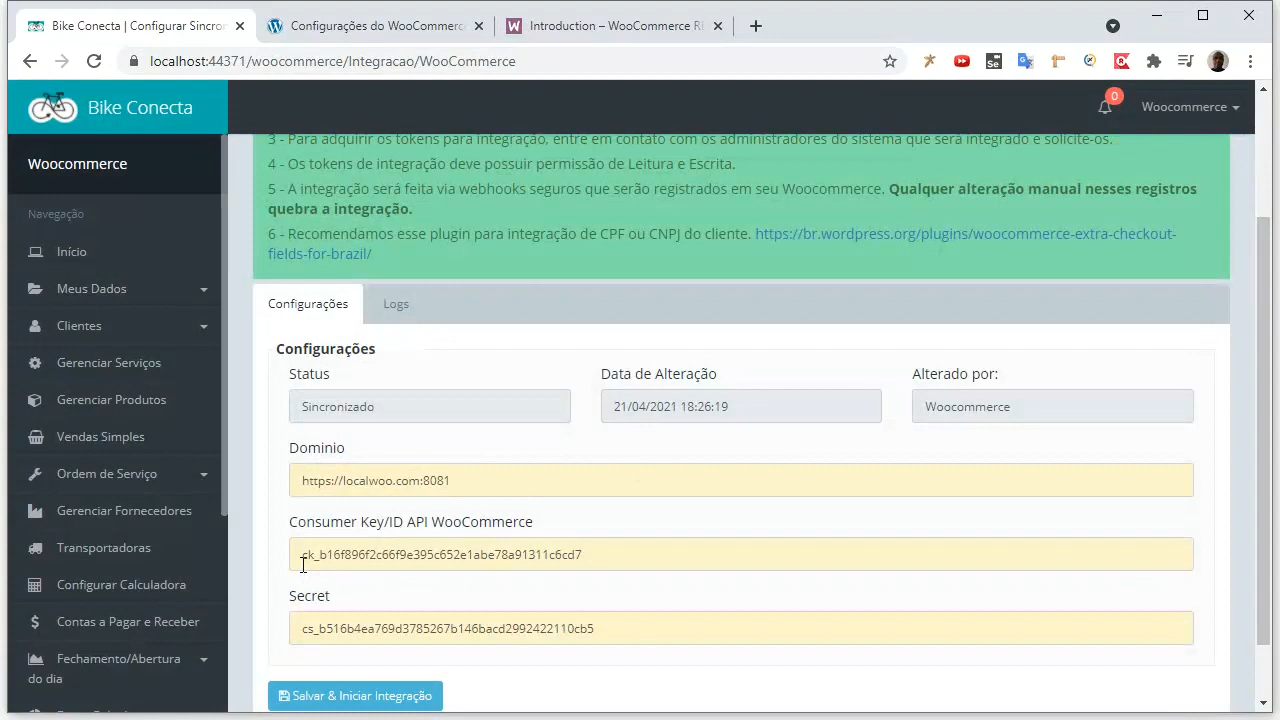 Bike Conecta | Configurar Sincror
Configurações do WooCommerc
Introduction – WooCommerce RE
localhost:44371/woocommerce/Integracao/WooCommerce
Bike Conecta
0
Woocommerce
Woocommerce
Navegação
Início
Meus Dados
Clientes
Gerenciar Serviços
Gerenciar Produtos
Vendas Simples
Ordem de Serviço
Gerenciar Fornecedores
Transportadoras
Configurar Calculadora
Contas a Pagar e Receber
Fechamento/Abertura
do dia
3 - Para adquirir os tokens para integração, entre em contato com os administradores do sistema que será integrado e solicite-os.
4 - Os tokens de integração deve possuir permissão de Leitura e Escrita.
5 - A integração será feita via webhooks seguros que serão registrados em seu Woocommerce. Qualquer alteração manual nesses registros
quebra a integração.
6 - Recomendamos esse plugin para integração de CPF ou CNPJ do cliente. https://br.wordpress.org/plugins/woocommerce-extra-checkout-
fields-for-brazil/
Configurações
Logs
Configurações
Status
Data de Alteração
Alterado por:
Sincronizado
21/04/2021 18:26:19
Woocommerce
Dominio
https://localwoo.com:8081
Consumer Key/ID API WooCommerce
ck_b16f896f2c66f9e395c652e1abe78a91311c6cd7
Secret
cs_b516b4ea769d3785267b146bacd2992422110cb5
Salvar & Iniciar Integração